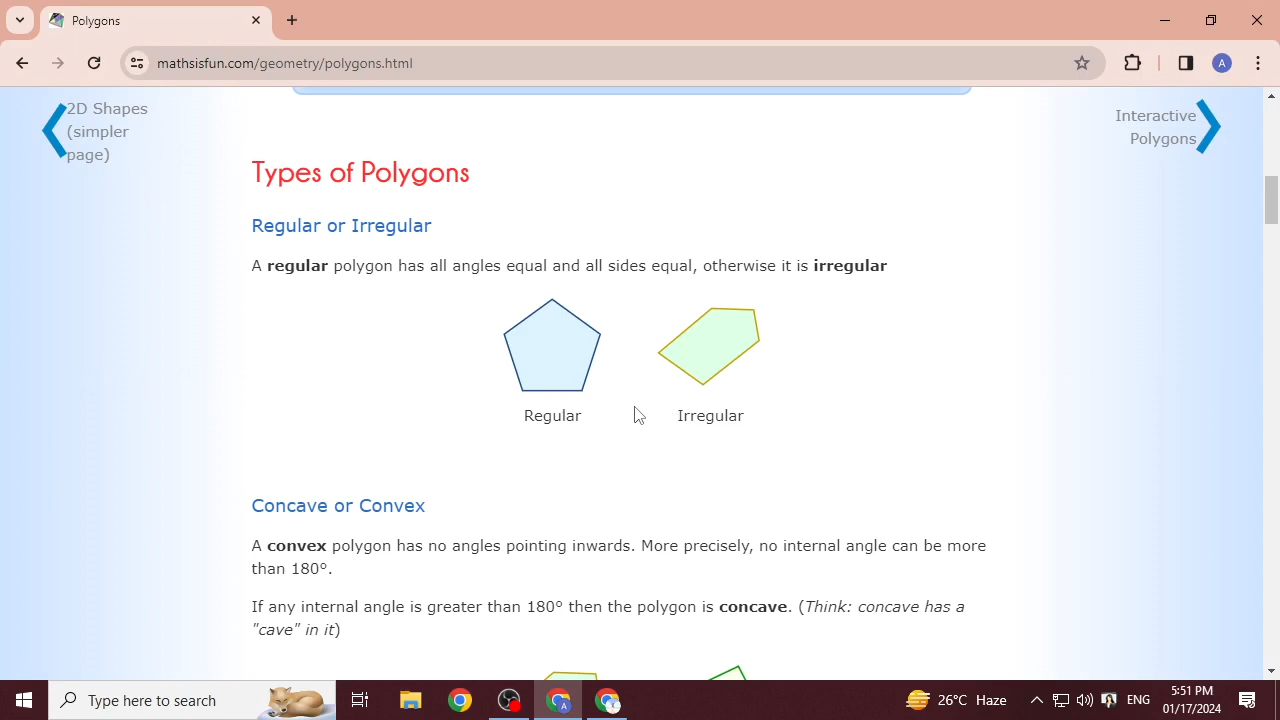 Polygons
mathsisfun.com/geometry/polygons.html
A
2D Shapes
(simpler
page)
Interactive
Polygons
Types of Polygons
Regular or Irregular
A regular polygon has all angles equal and all sides equal, otherwise it is irregular
Regular
Irregular
Concave or Convex
A convex polygon has no angles pointing inwards. More precisely, no internal angle can be more
than 180°.
If any internal angle is greater than 180° then the polygon is concave. (Think: concave has a
"cave" in it)
Type here to search
26°C Haze
ENG
5:51 PM
01/17/2024